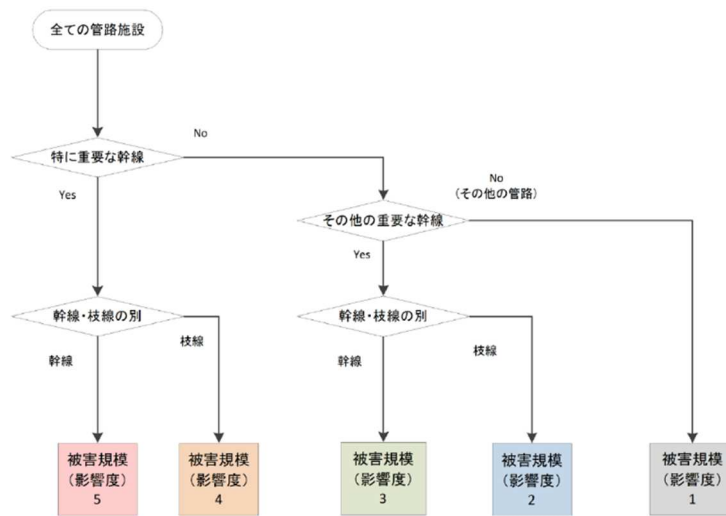 全ての管路施設
No
特に重要な幹線
No
（その他の管路）
Yes
その他の重要な幹線
Yes
幹線・枝線の別
幹線・枝線の別
枝線
枝線
幹線
幹線
被害規模
（影響度）
5
被害規模
（影響度）
4
被害規模
（影響度）
3
被害規模
（影響度）
2
被害規模
（影響度）
1